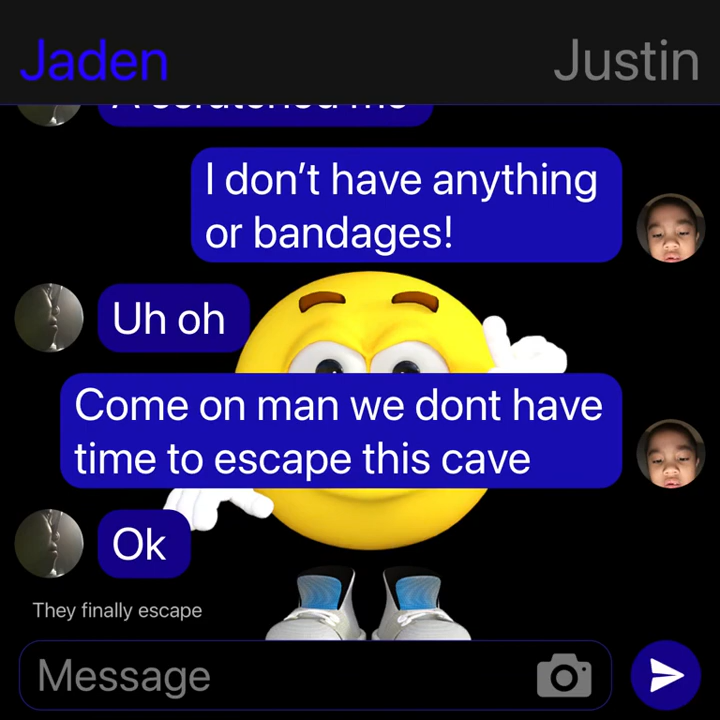 Jaden
Justin
I don’t have anything
or bandages!
Uh oh
Come on man we dont have
time to escape this cave
Ok
They finally escape
Message